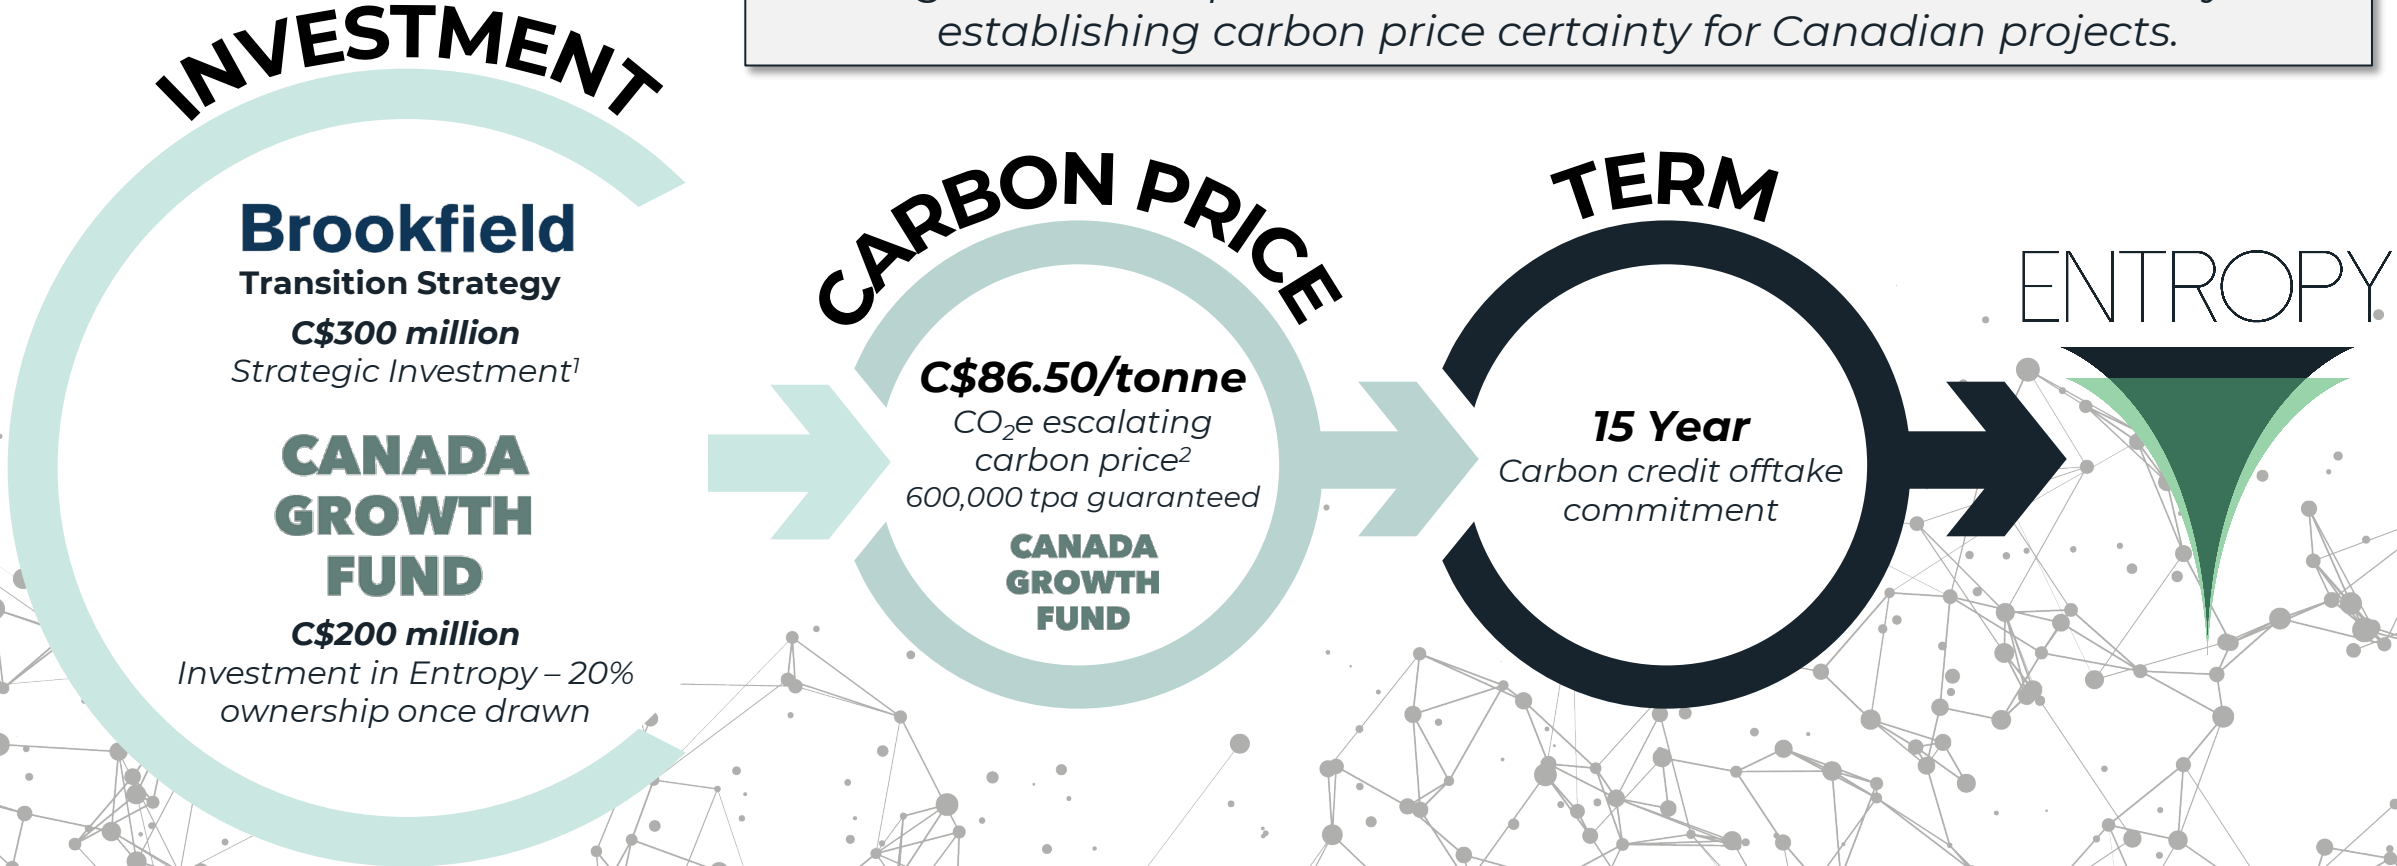 establishing carbon price certainty for Canadian projects.
INVESTMENT
Brookfield
Transition Strategy
C$300 million
Strategic Investment¹
CANADA
GROWTH
FUND
C$200 million
Investment in Entropy – 20%
ownership once drawn
CARBON PRICE
C$86.50/tonne
CO₂e escalating
carbon price²
600,000 tpa guaranteed
CANADA
GROWTH
FUND
TERM
15 Year
Carbon credit offtake
commitment
ENTROPY